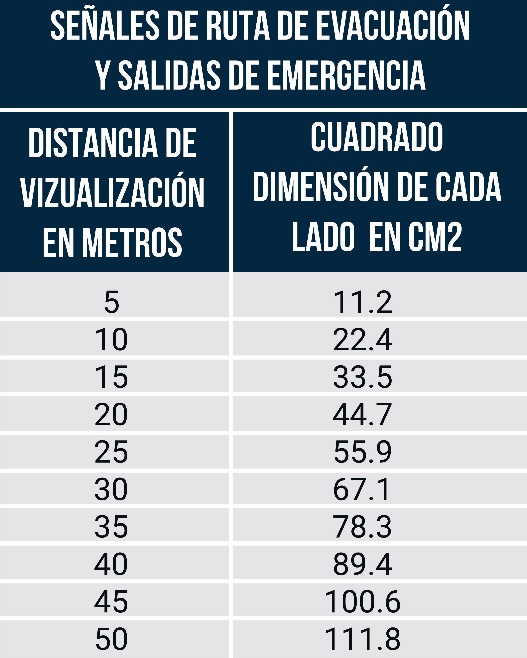 SEÑALES DE RUTA DE EVACUACIÓN
Y SALIDAS DE EMERGENCIA
DISTANCIA DE
VIZUALIZACIÓN
EN METROS
CUADRADO
DIMENSIÓN DE CADA
LADO EN CM2
5 11.2
10 22.4
15 33.5
20 44.7
25 55.9
30 67.1
35 78.3
40 89.4
45 100.6
50 111.8